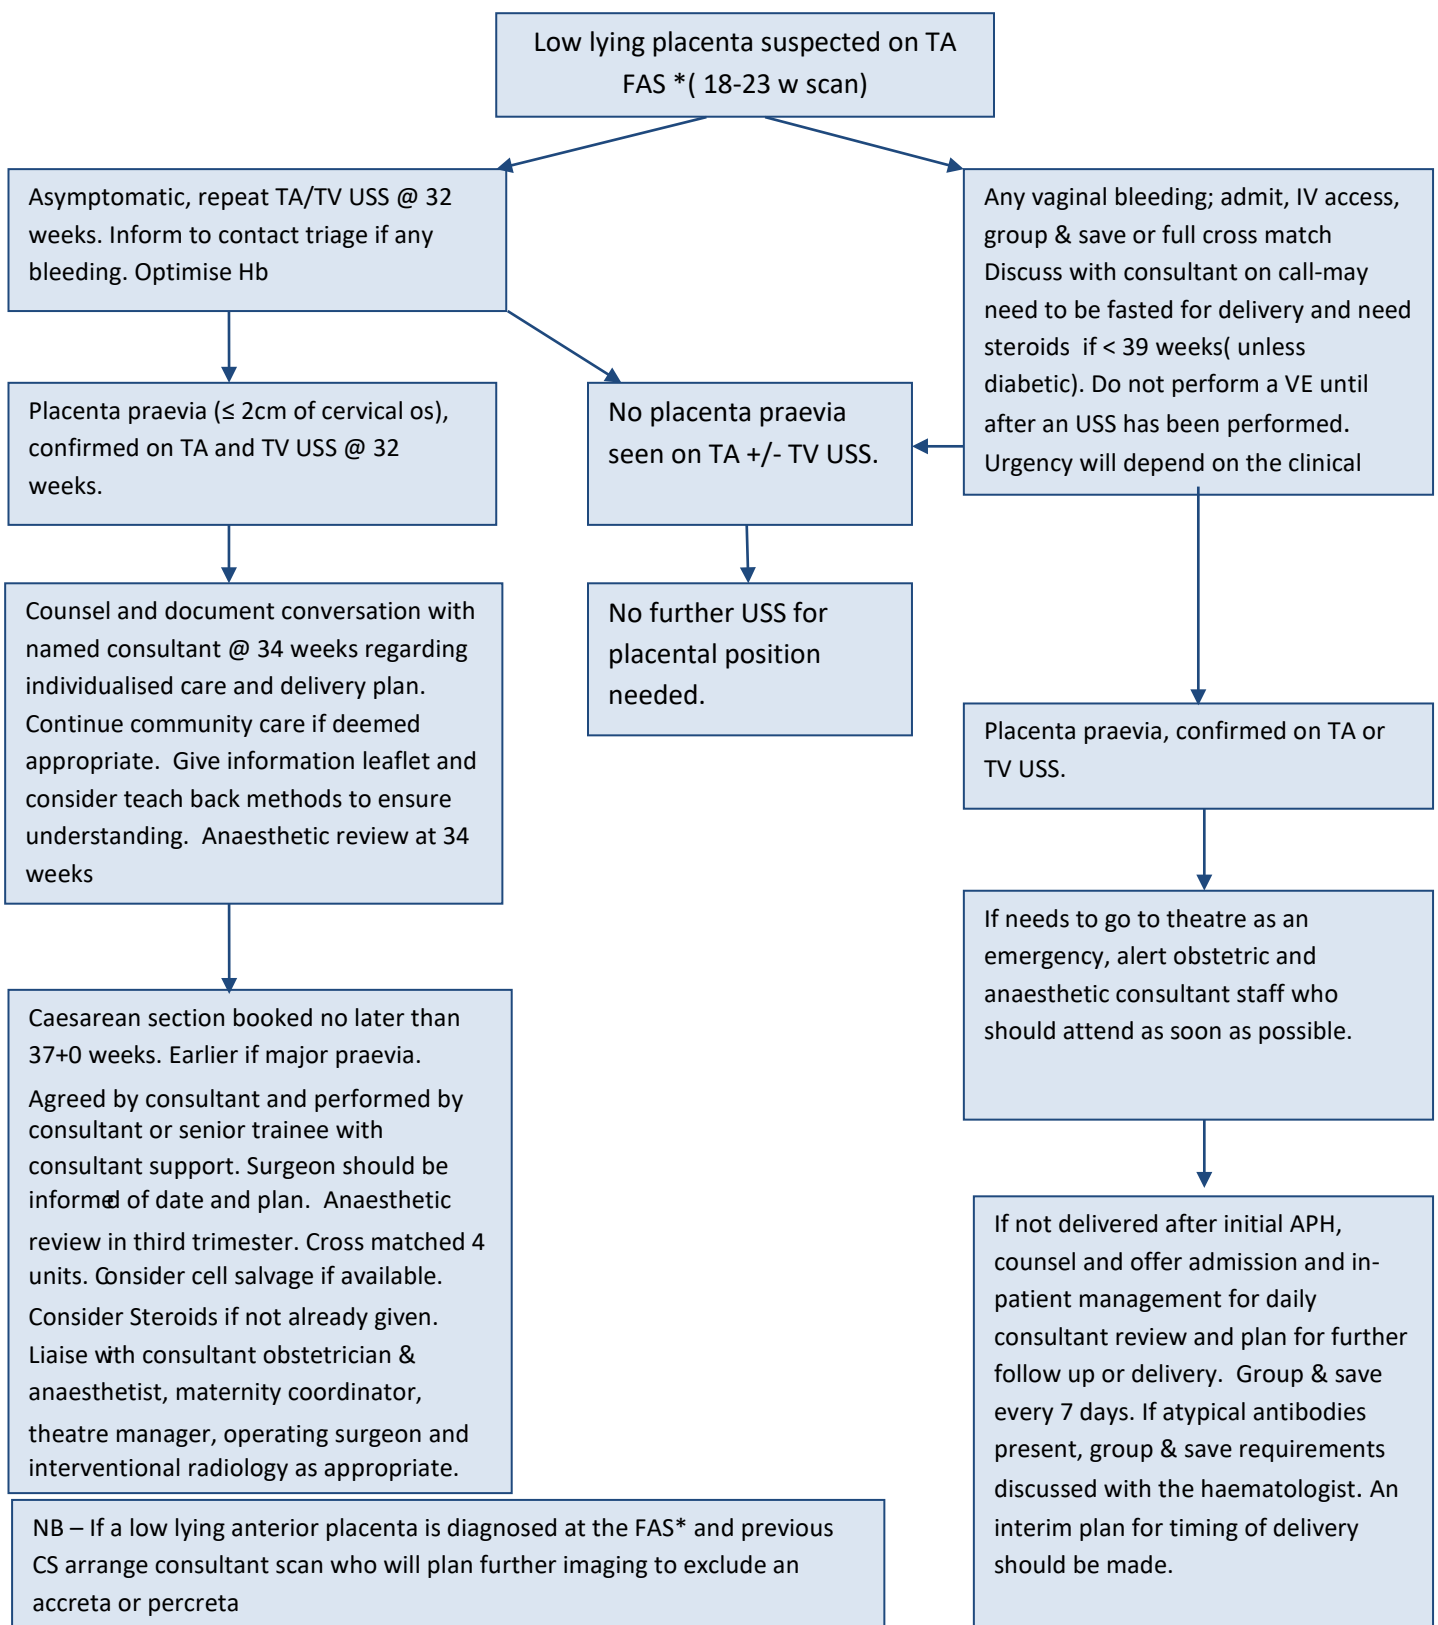 Low lying placenta suspected on TA
FAS *( 18-23 w scan)
Asymptomatic, repeat TA/TV USS @ 32
weeks. Inform to contact triage if any
bleeding. Optimise Hb
Any vaginal bleeding; admit, IV access,
group & save or full cross match
Discuss with consultant on call-may
need to be fasted for delivery and need
steroids  if < 39 weeks( unless
diabetic). Do not perform a VE until
after an USS has been performed.
Urgency will depend on the clinical
Placenta praevia (≤ 2cm of cervical os),
confirmed on TA and TV USS @ 32
weeks.
No placenta praevia
seen on TA +/- TV USS.
Counsel and document conversation with
named consultant @ 34 weeks regarding
individualised care and delivery plan.
Continue community care if deemed
appropriate.  Give information leaflet and
consider teach back methods to ensure
understanding.  Anaesthetic review at 34
weeks
No further USS for
placental position
needed.
Placenta praevia, confirmed on TA or
TV USS.
If needs to go to theatre as an
emergency, alert obstetric and
anaesthetic consultant staff who
should attend as soon as possible.
Caesarean section booked no later than
37+0 weeks. Earlier if major praevia.
Agreed by consultant and performed by
consultant or senior trainee with
consultant support. Surgeon should be
informed of date and plan.  Anaesthetic
review in third trimester. Cross matched 4
units. Consider cell salvage if available.
Consider Steroids if not already given.
Liaise with consultant obstetrician &
anaesthetist, maternity coordinator,
theatre manager, operating surgeon and
interventional radiology as appropriate.
If not delivered after initial APH,
counsel and offer admission and in-
patient management for daily
consultant review and plan for further
follow up or delivery.  Group & save
every 7 days. If atypical antibodies
present, group & save requirements
discussed with the haematologist. An
interim plan for timing of delivery
should be made.
NB – If a low lying anterior placenta is diagnosed at the FAS* and previous
CS arrange consultant scan who will plan further imaging to exclude an
accreta or percreta